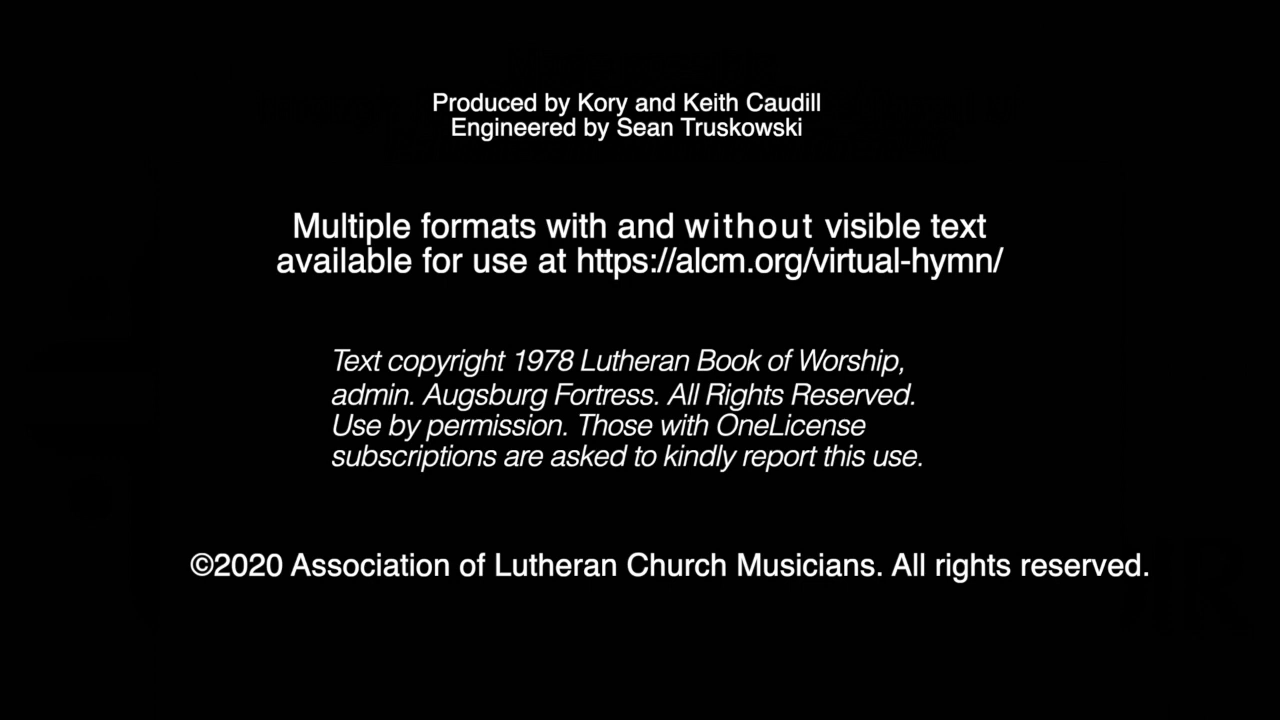 Produced by Kory and Keith Caudill
Engineered by Sean Truskowski
Multiple formats with and without visible text
available for use at https://alcm.org/virtual-hymn/
Text copyright 1978 Lutheran Book of Worship,
admin. Augsburg Fortress. All Rights Reserved.
Use by permission. Those with OneLicense
subscriptions are asked to kindly report this use.
©2020 Association of Lutheran Church Musicians. All rights reserved.